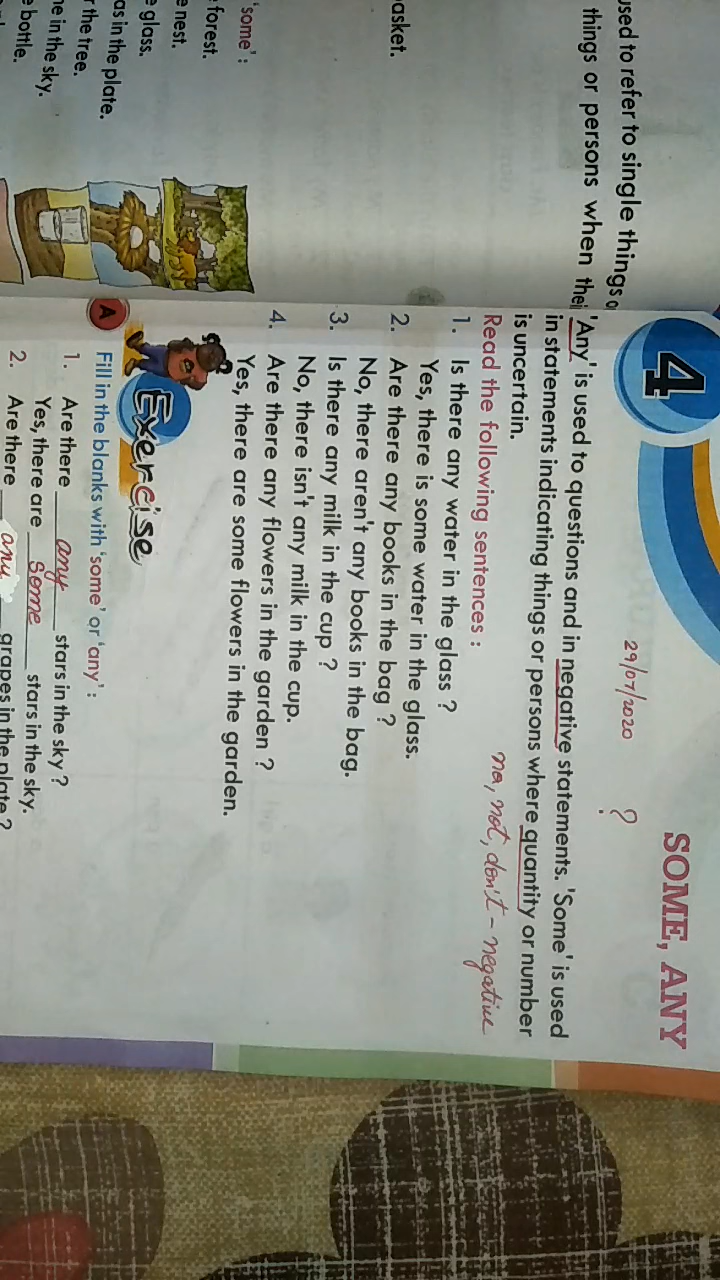 used to refer to single things
things or persons when
basket.
'some' :
forest.
nest.
glass.
as in the plate.
the tree.
in the sky.
bottle.
4
SOME, ANY
29/07/2020 ?
'Any' is used to questions and in negative statements. 'Some' is used
in statements indicating things or persons where quantity or number
is uncertain.
no, not, don't - negative
Read the following sentences :
1. Is there any water in the glass ?
Yes, there is some water in the glass.
2. Are there any books in the bag ?
No, there aren't any books in the bag.
3. Is there any milk in the cup ?
No, there isn't any milk in the cup.
4. Are there any flowers in the garden ?
Yes, there are some flowers in the garden.
Exercise
A Fill in the blanks with 'some' or 'any' :
1. Are there any stars in the sky ?
Yes, there are some stars in the sky.
2. Are there any grapes in the plate ?